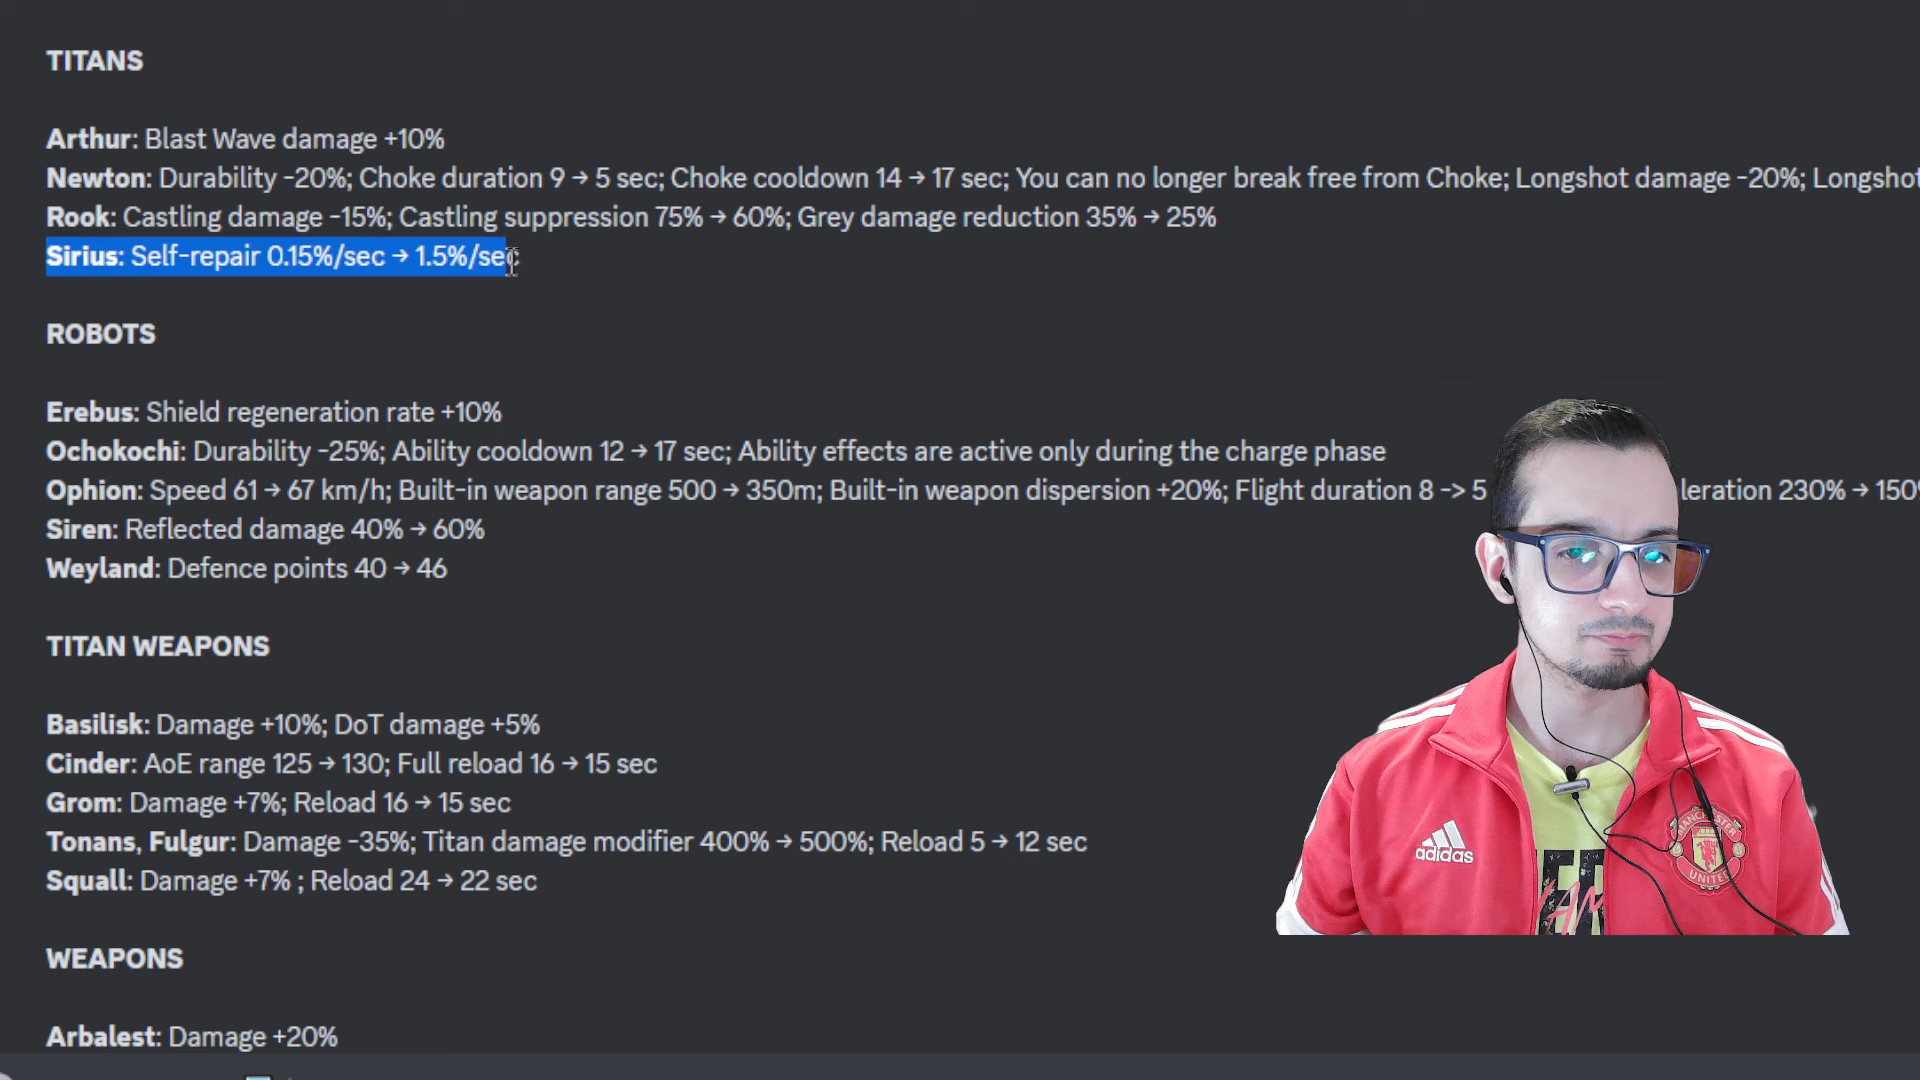 TITANS
Arthur: Blast Wave damage +10%
Newton: Durability -20%; Choke duration 9 → 5 sec; Choke cooldown 14 → 17 sec; You can no longer break free from Choke; Longshot damage -20%; Longshot
Rook: Castling damage -15%; Castling suppression 75% → 60%; Grey damage reduction 35% → 25%
Sirius: Self-repair 0.15%/sec → 1.5%/sec
ROBOTS
Erebus: Shield regeneration rate +10%
Ochokochi: Durability -25%; Ability cooldown 12 → 17 sec; Ability effects are active only during the charge phase
Ophion: Speed 61 → 67 km/h; Built-in weapon range 500 → 350m; Built-in weapon dispersion +20%; Flight duration 8 -> 5 leration 230% → 150%
Siren: Reflected damage 40% → 60%
Weyland: Defence points 40 → 46
TITAN WEAPONS
Basilisk: Damage +10%; DoT damage +5%
Cinder: AoE range 125 → 130; Full reload 16 → 15 sec
Grom: Damage +7%; Reload 16 → 15 sec
Tonans, Fulgur: Damage -35%; Titan damage modifier 400% → 500%; Reload 5 → 12 sec
Squall: Damage +7% ; Reload 24 → 22 sec
WEAPONS
Arbalest: Damage +20%
adidas
MANCHESTER
UNITED